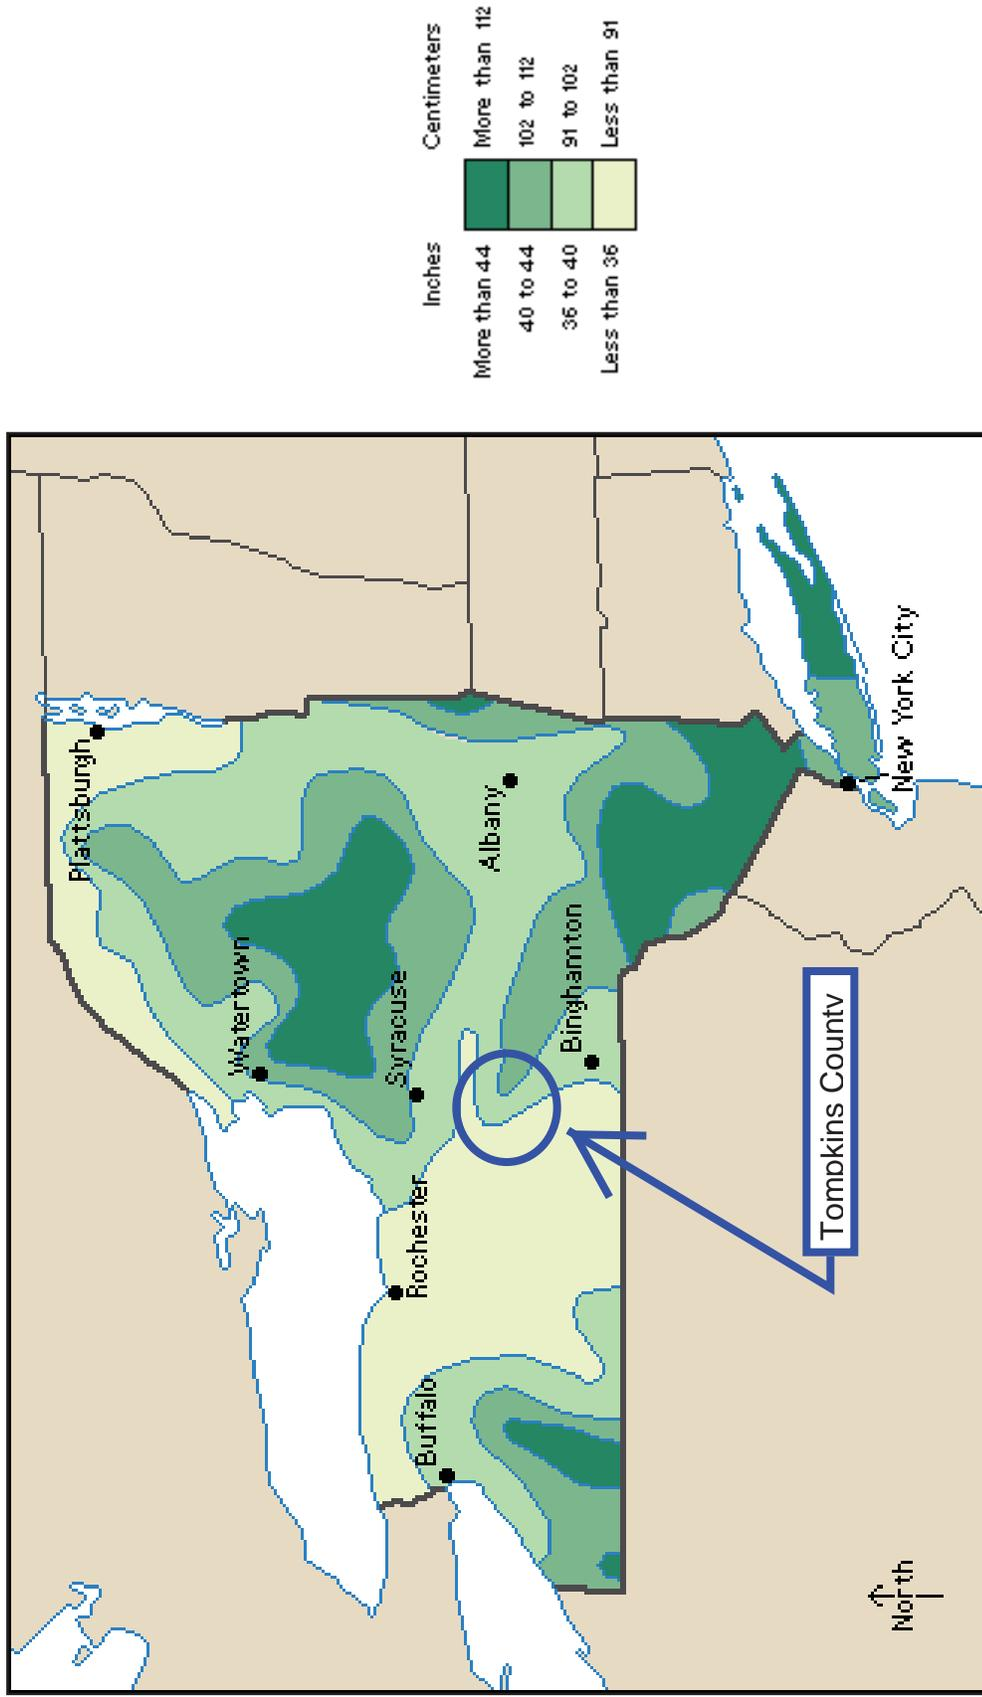 Inches
Centimeters
More than 44
More than 112
40 to 44
102 to 112
36 to 40
91 to 102
Less than 36
Less than 91
Plattsburgh
Watertown
Syracuse
Rochester
Buffalo
Albany
Binghamton
New York City
Tompkins County
North